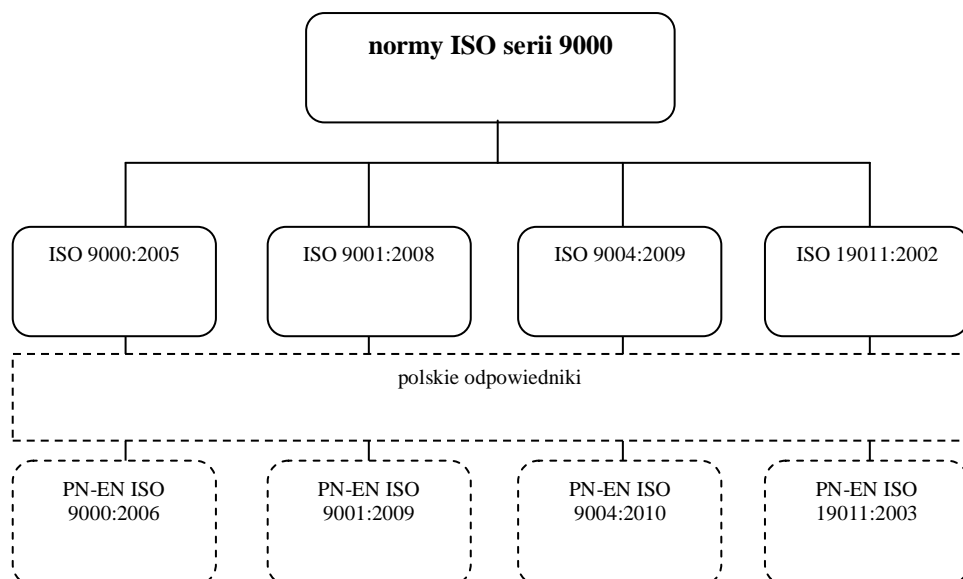 normy ISO serii 9000
ISO 9000:2005
ISO 9001:2008
ISO 9004:2009
ISO 19011:2002
polskie odpowiedniki
PN-EN ISO
9000:2006
PN-EN ISO
9001:2009
PN-EN ISO
9004:2010
PN-EN ISO
19011:2003